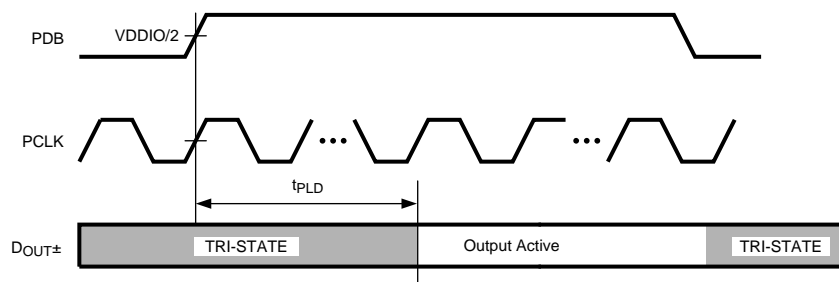 PDB
VDDIO/2
PCLK
tPLD
DOUT±
TRI-STATE
Output Active
TRI-STATE